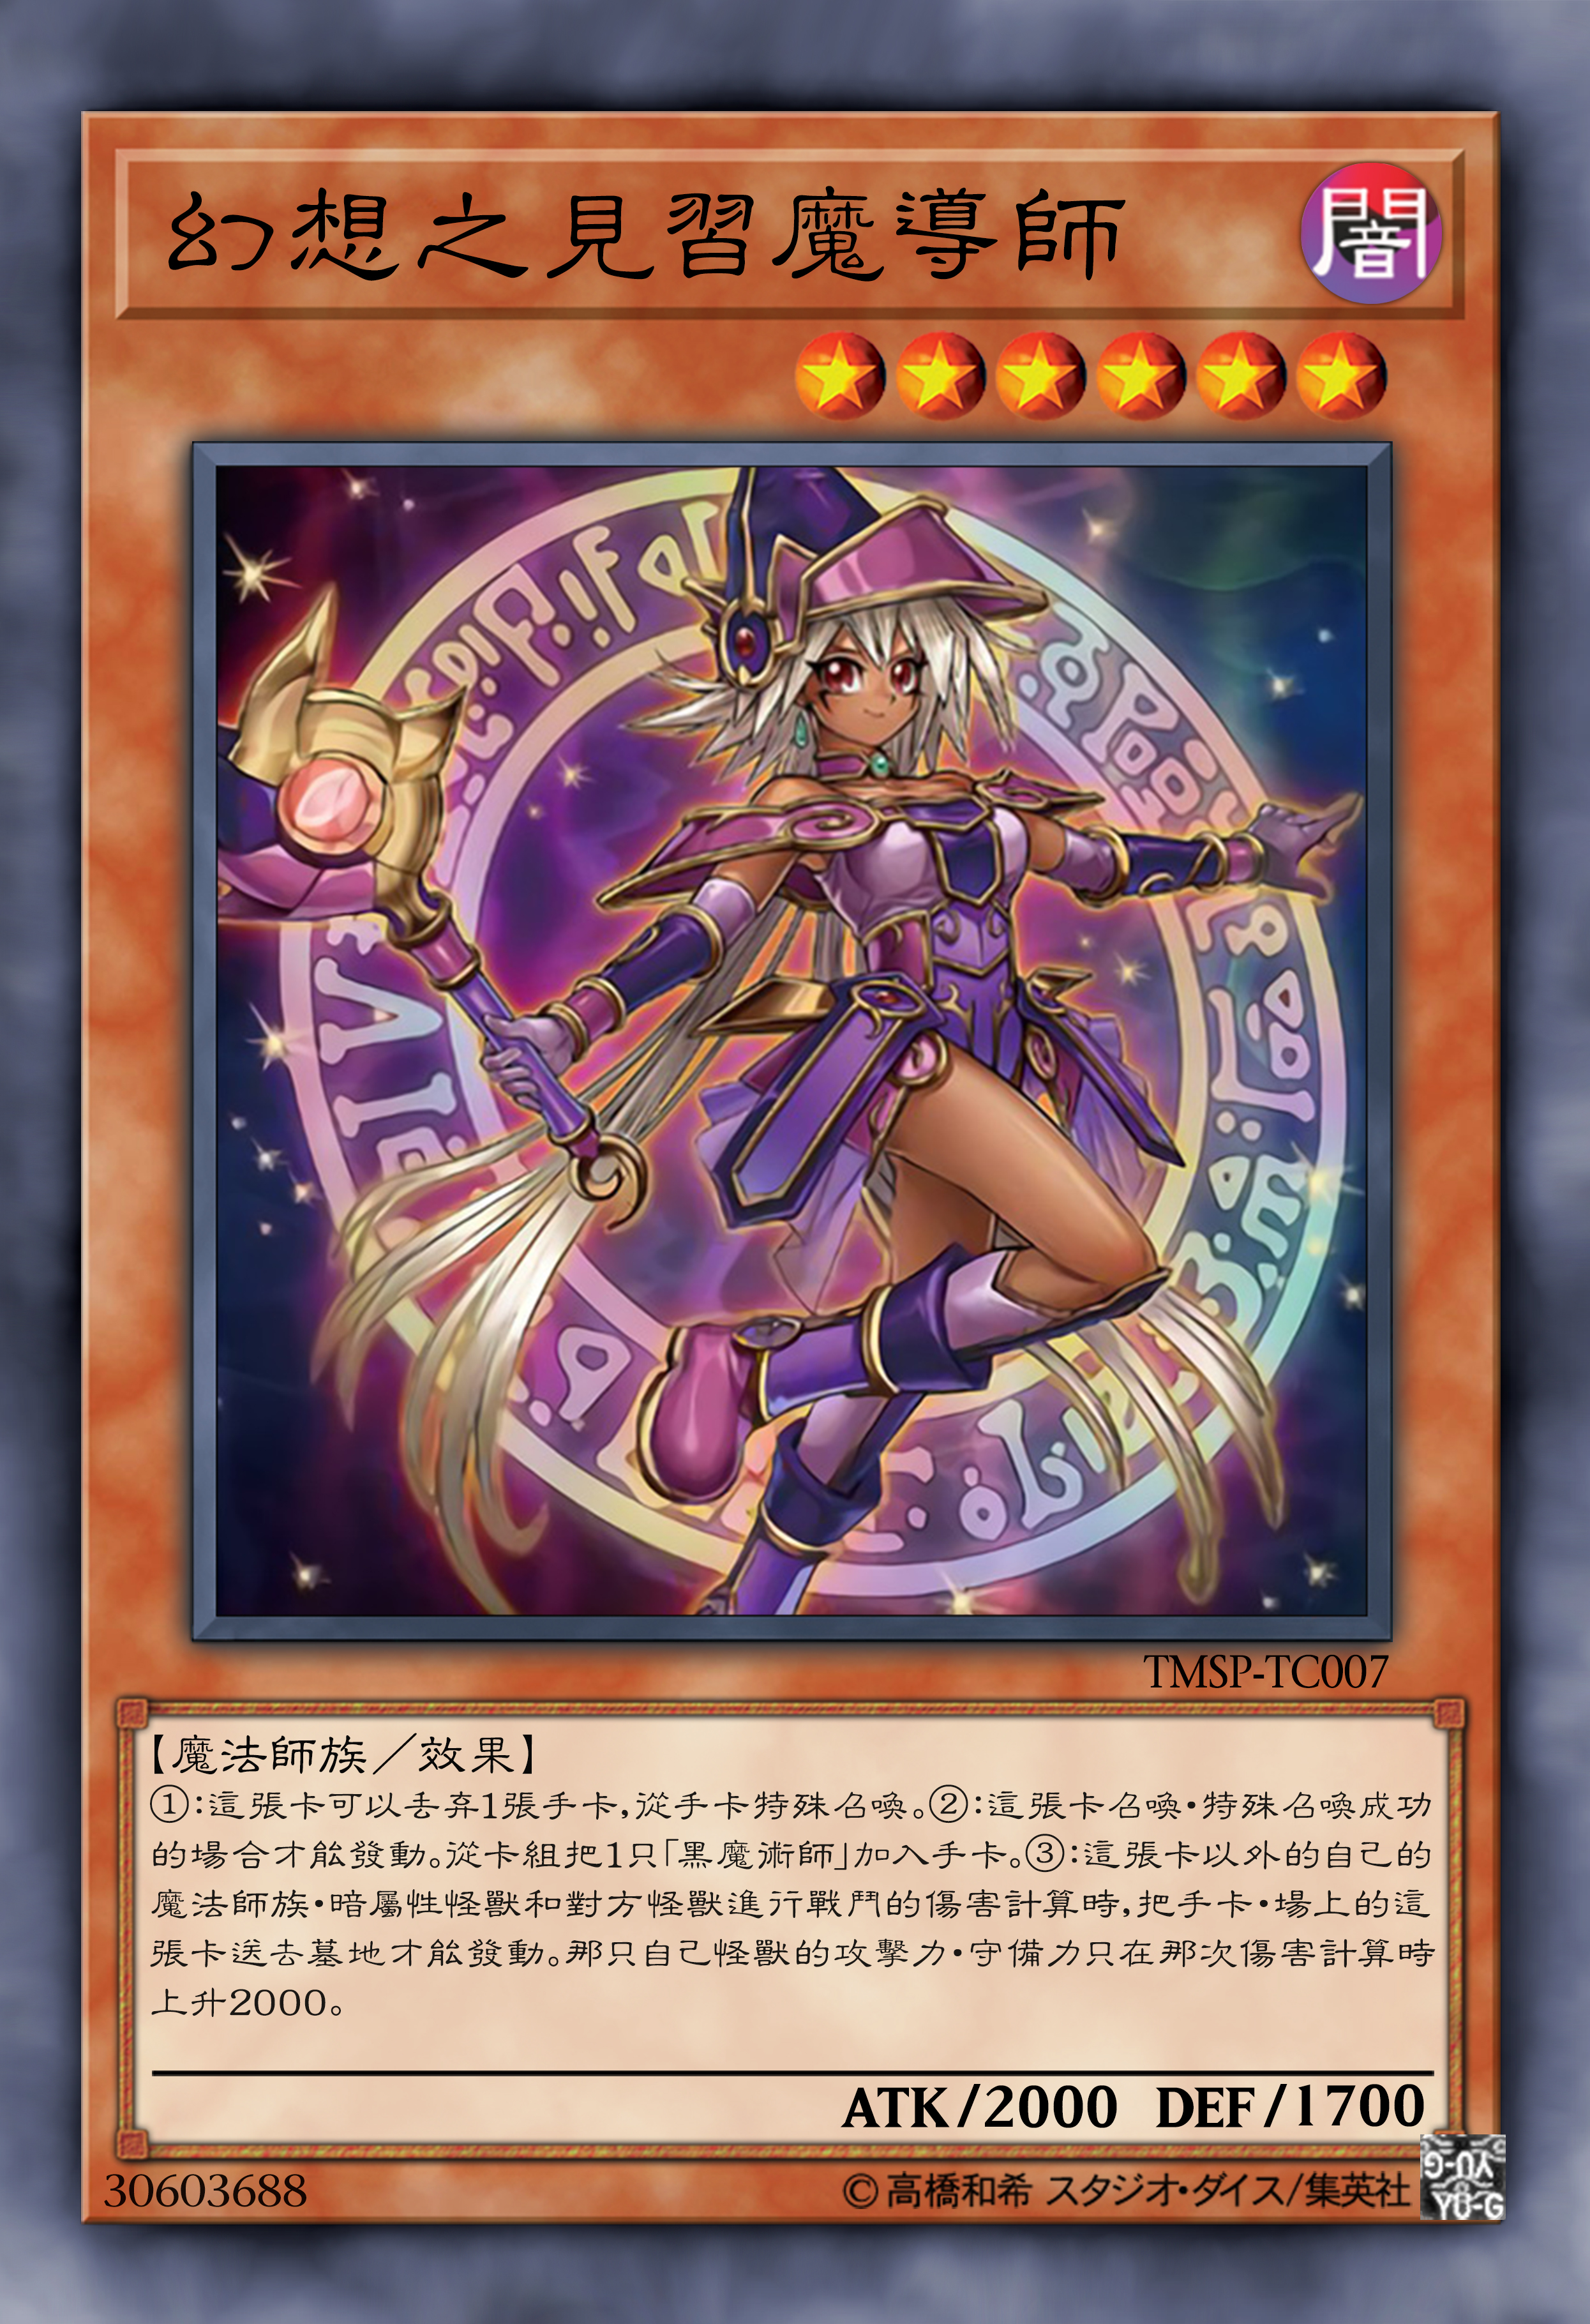 幻想之見習魔導師
闇
TMSP-TC007
【魔法師族／效果】
①:這張卡可以丟弃1張手卡,從手卡特殊召喚。②:這張卡召喚・特殊召喚成功
的場合才能發動。從卡組把1只「黑魔術師」加入手卡。③:這張卡以外的自己的
魔法師族・暗屬性怪獸和對方怪獸進行戰鬥的傷害計算時,把手卡・場上的這
張卡送去墓地才能發動。那只自己怪獸的攻擊力・守備力只在那次傷害計算時
上升2000。
ATK/2000 DEF/1700
30603688
©高橋和希 スタジオ・ダイス/集英社
YU-G
YU-G